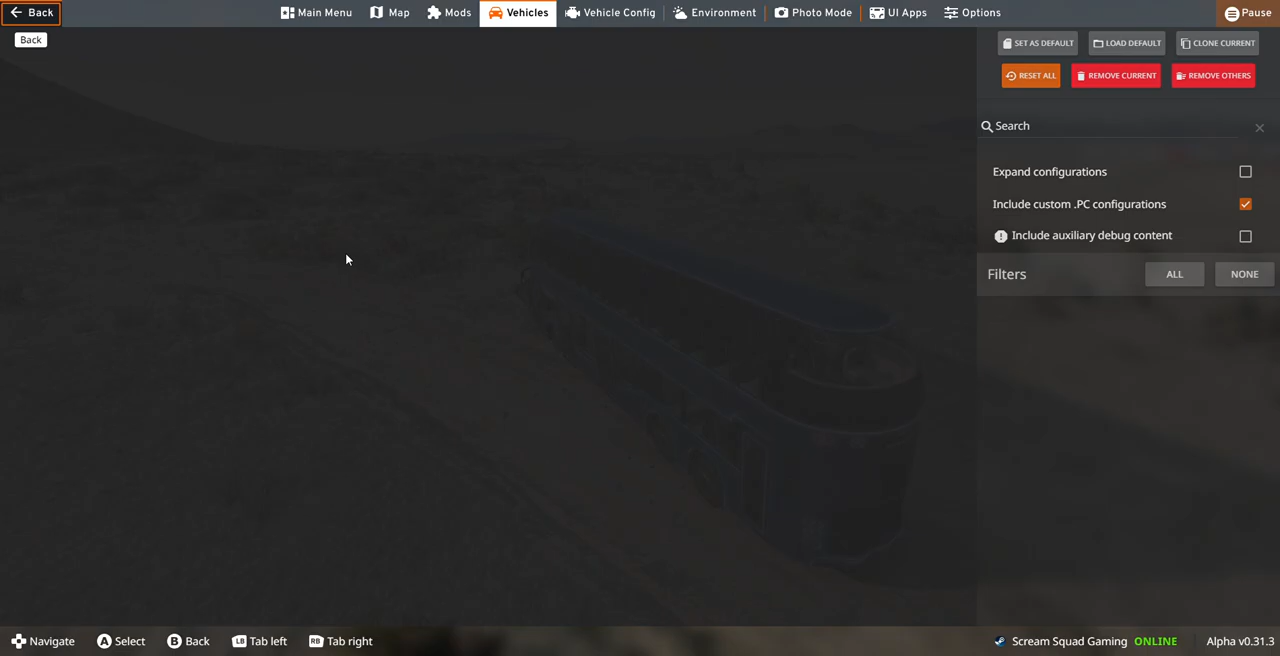 Back
Main Menu
Map
Mods
Vehicles
Vehicle Config
Environment
Photo Mode
UI Apps
Options
Pause
Back
SET AS DEFAULT
LOAD DEFAULT
CLONE CURRENT
RESET ALL
REMOVE CURRENT
REMOVE OTHERS
Search
Expand configurations
Include custom .PC configurations
Include auxiliary debug content
Filters
ALL
NONE
Navigate
A Select
B Back
LB Tab left
RB Tab right
Scream Squad Gaming ONLINE
Alpha v0.31.3